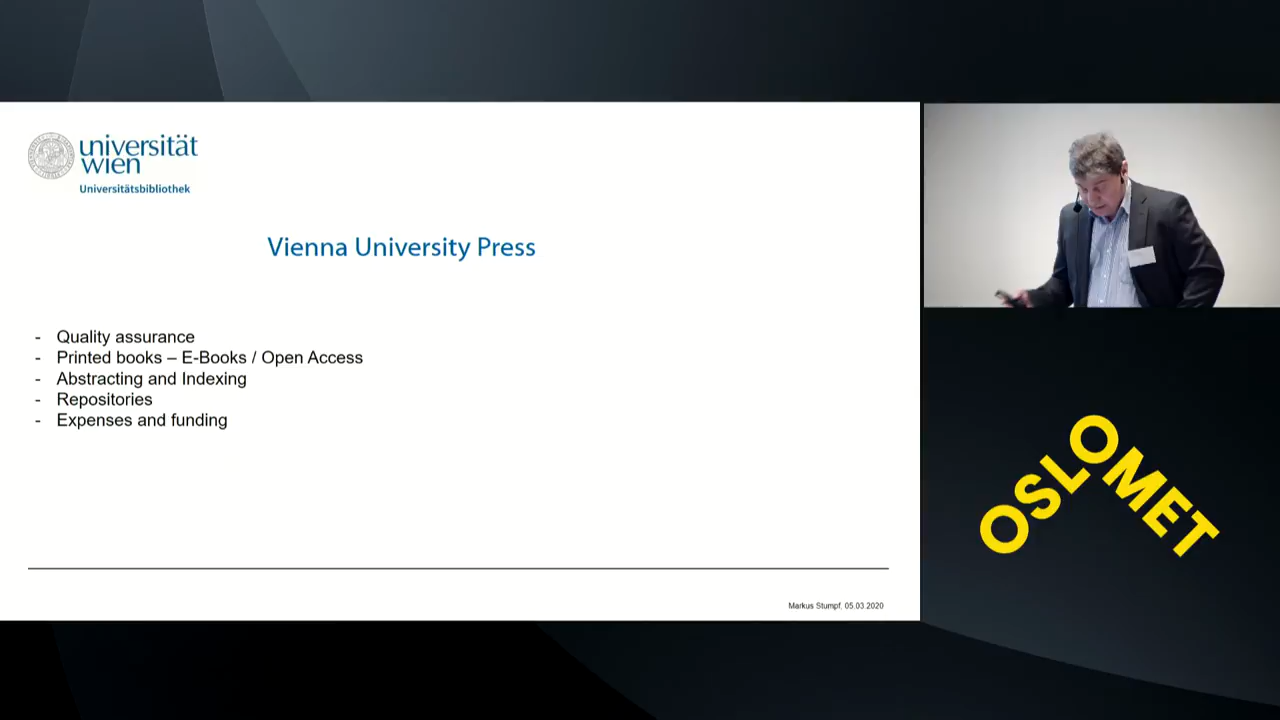 universität
wien
Universitätsbibliothek
Vienna University Press
- Quality assurance
- Printed books – E-Books / Open Access
- Abstracting and Indexing
- Repositories
- Expenses and funding
Markus Stumpf, 05.03.2020
OSLOMET